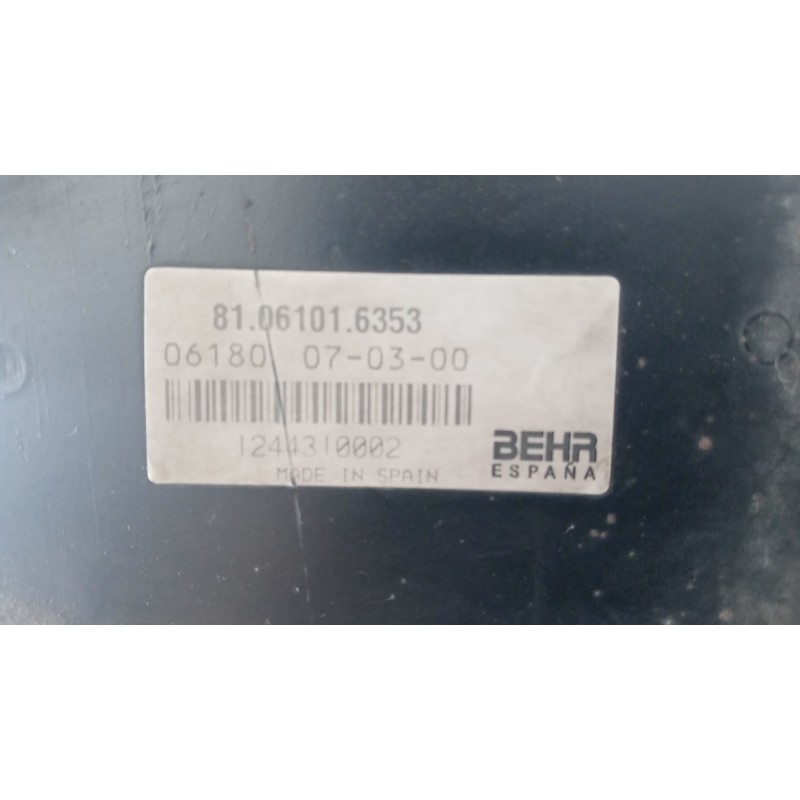 81.06101.6353
06180 07-03-00
1244310002
MADE IN SPAIN
BEHR
ESPAÑA